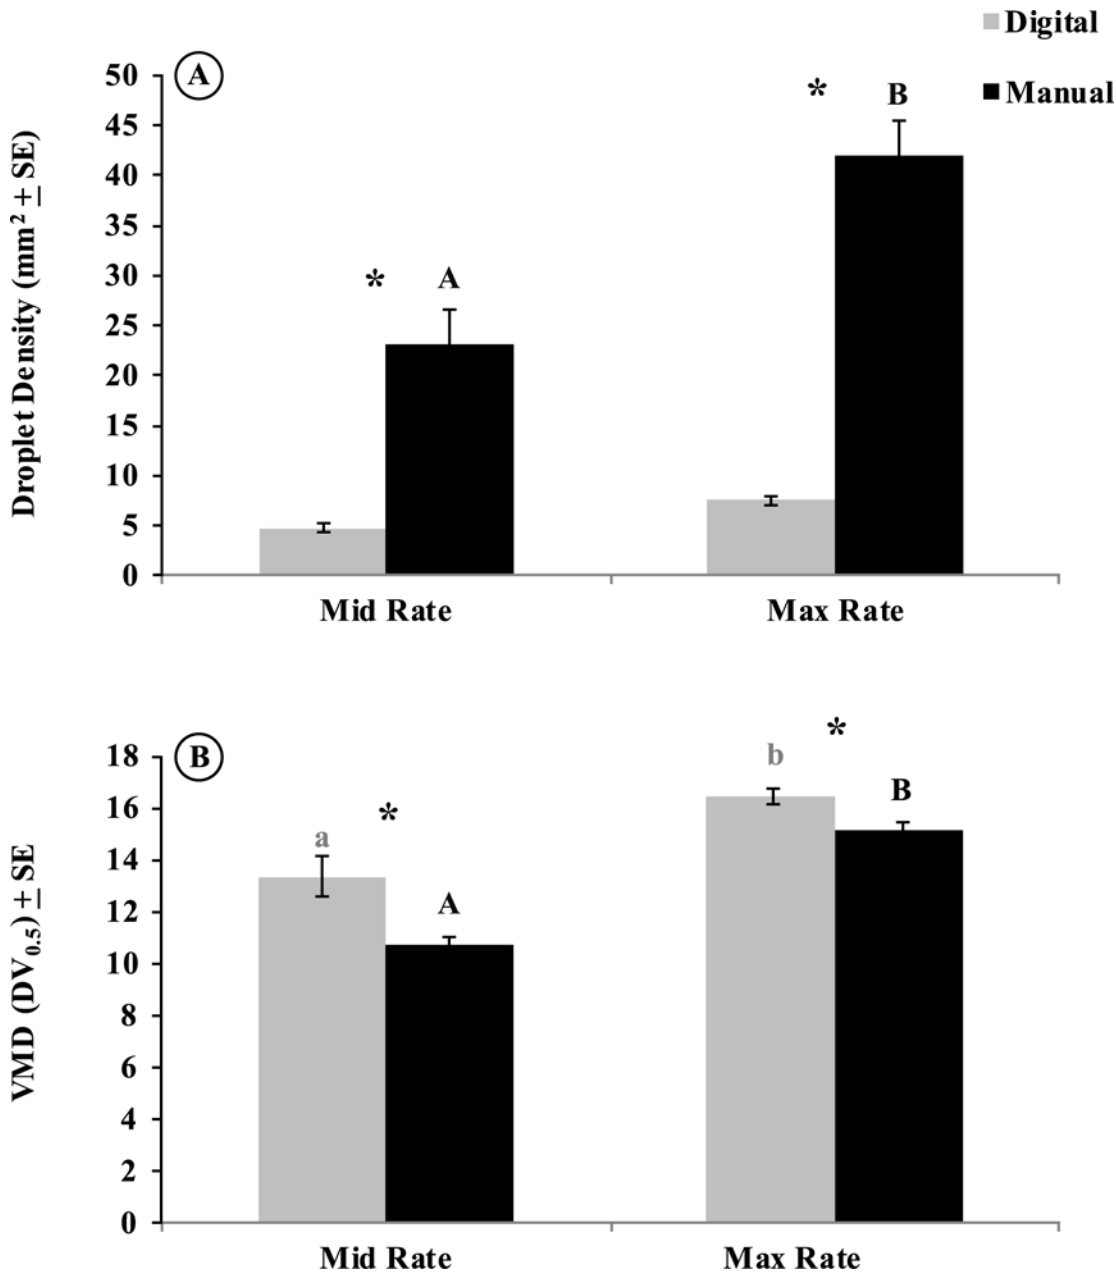 Digital
Manual
A
Droplet Density (mm² ± SE)
50
45
40
35
30
25
20
15
10
5
0
*
A
*
B
Mid Rate
Max Rate
B
VMD (DV₀.₅) ± SE
18
16
14
12
10
8
6
4
2
0
a
*
A
b
*
B
Mid Rate
Max Rate